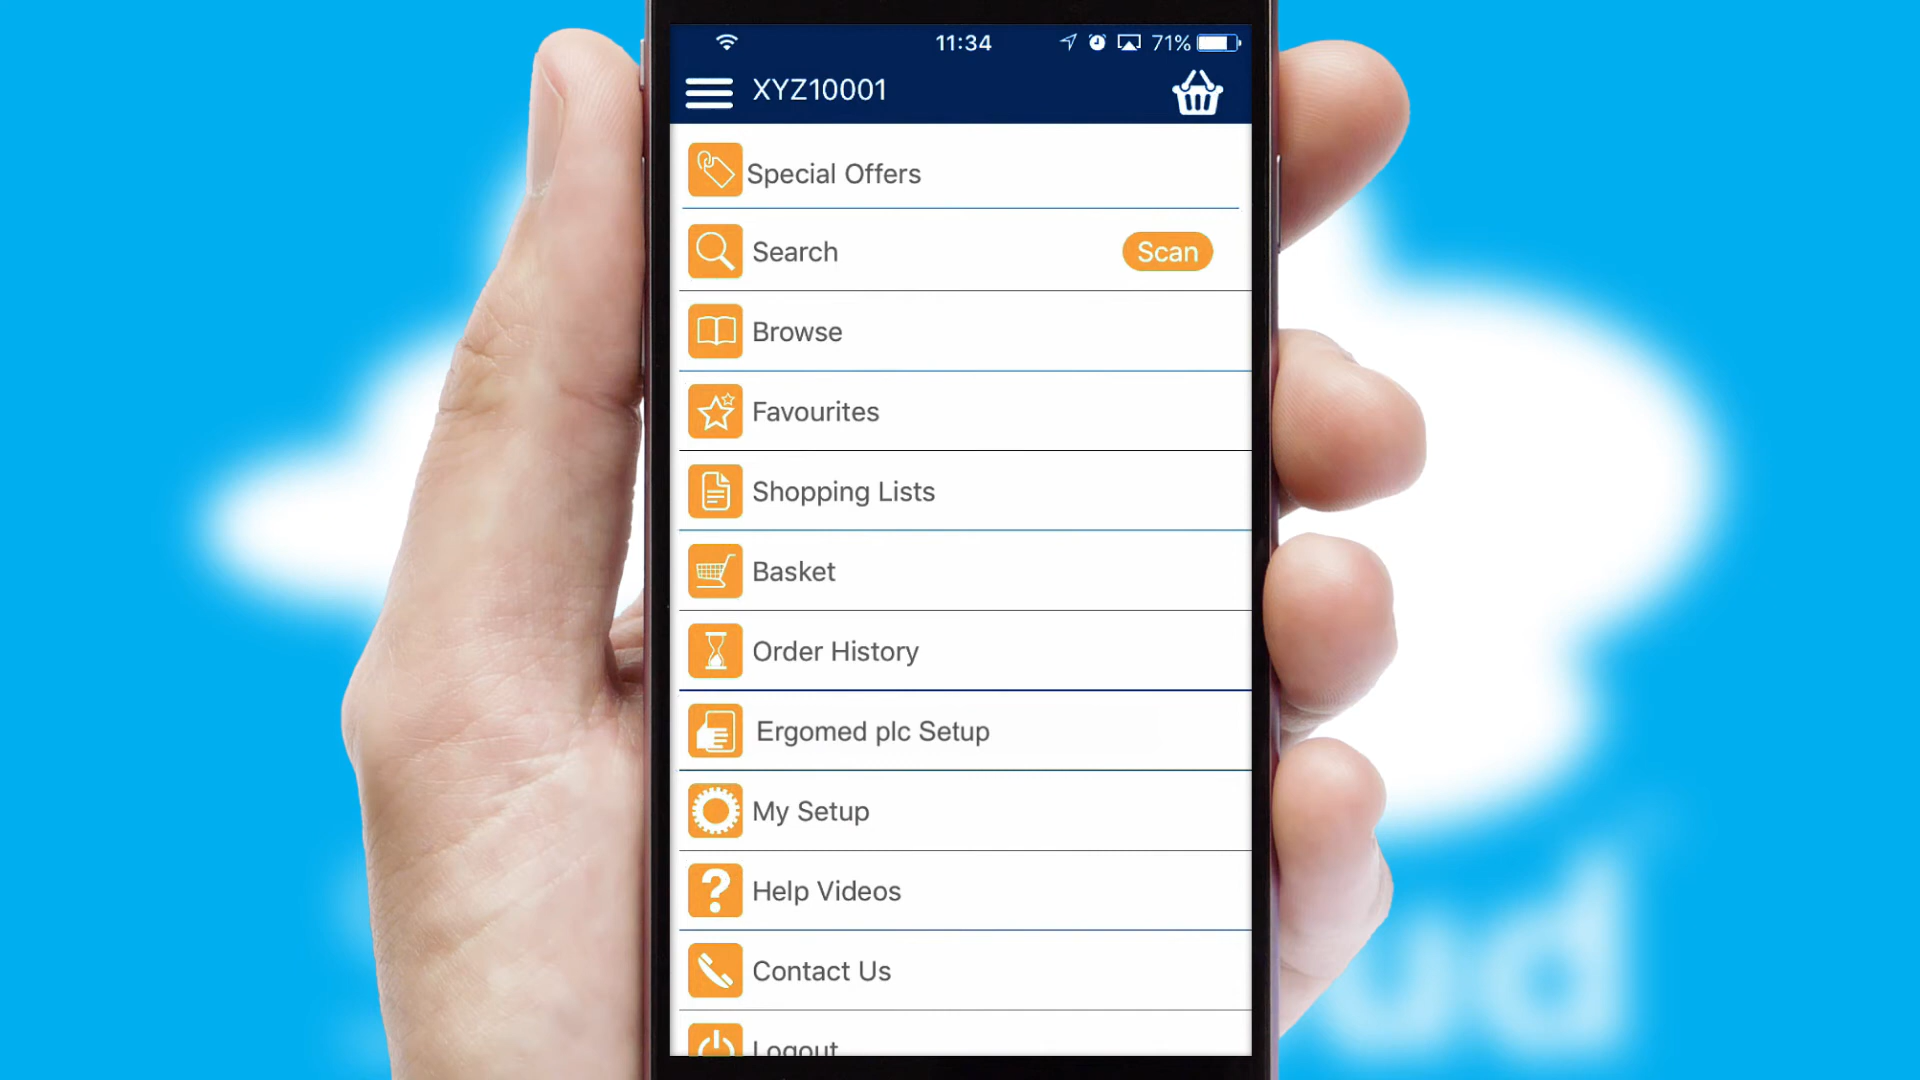 11:34
71%
XYZ10001
Special Offers
Search
Scan
Browse
Favourites
Shopping Lists
Basket
Order History
Ergomed plc Setup
My Setup
Help Videos
Contact Us
Logout
ud